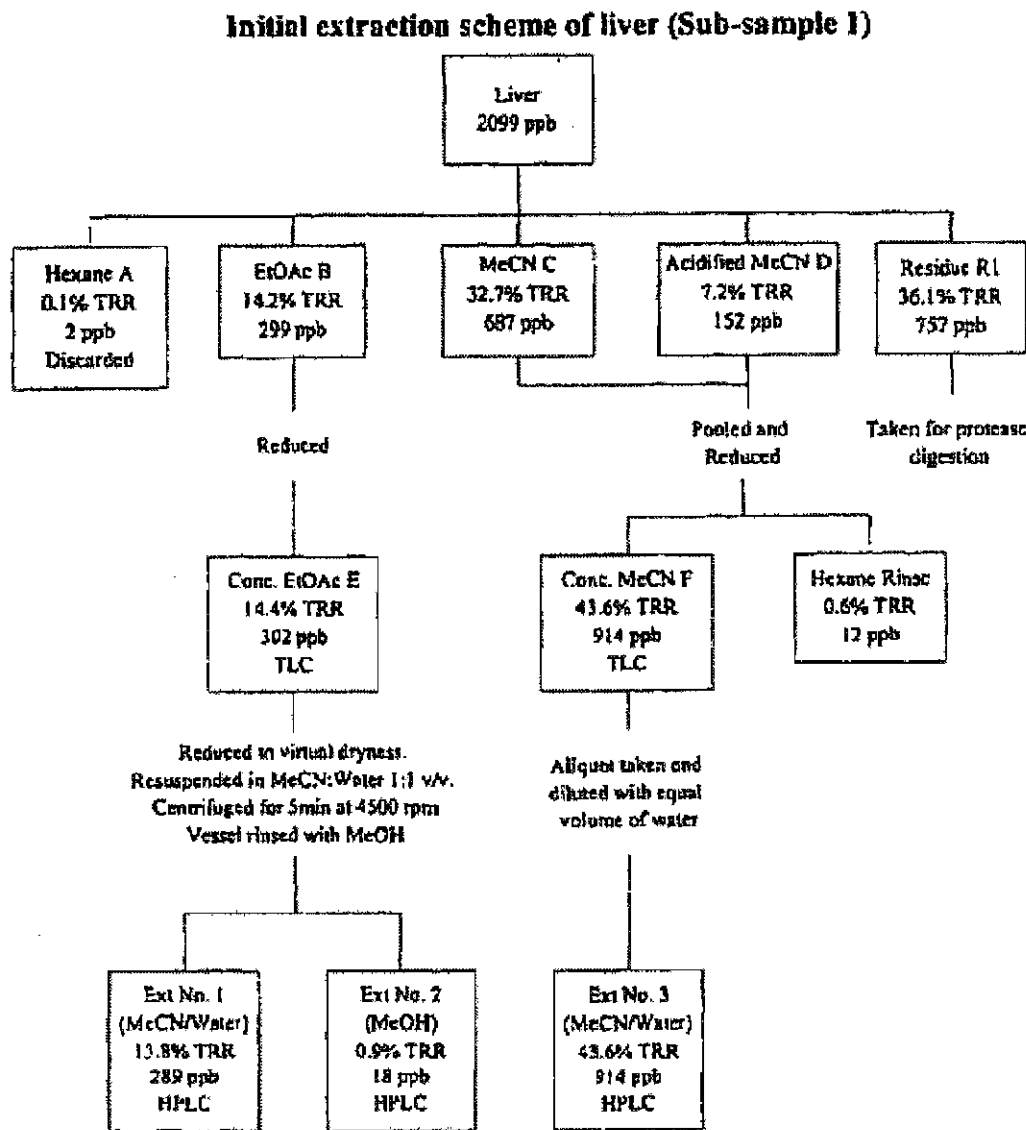 Initial extraction scheme of liver (Sub-sample 1)
Liver
2099 ppb
Hexane A
0.1% TRR
2 ppb
Discarded
EtOAc B
14.2% TRR
299 ppb
MeCN C
32.7% TRR
687 ppb
Acidified MeCN D
7.2% TRR
152 ppb
Residue R1
36.1% TRR
757 ppb
Reduced
Pooled and
Reduced
Taken for protease
digestion
Conc. EtOAc E
14.4% TRR
302 ppb
TLC
Conc. MeCN F
43.6% TRR
914 ppb
TLC
Hexane Rinse
0.6% TRR
12 ppb
Reduced to virtual dryness.
Resuspended in MeCN:Water 1:1 v/v.
Centrifuged for 5min at 4500 rpm
Vessel rinsed with MeOH
Aliquot taken and
diluted with equal
volume of water
Ext No. 1
(MeCN/Water)
13.8% TRR
289 ppb
HPLC
Ext No. 2
(MeOH)
0.9% TRR
18 ppb
HPLC
Ext No. 3
(MeCN/Water)
43.6% TRR
914 ppb
HPLC